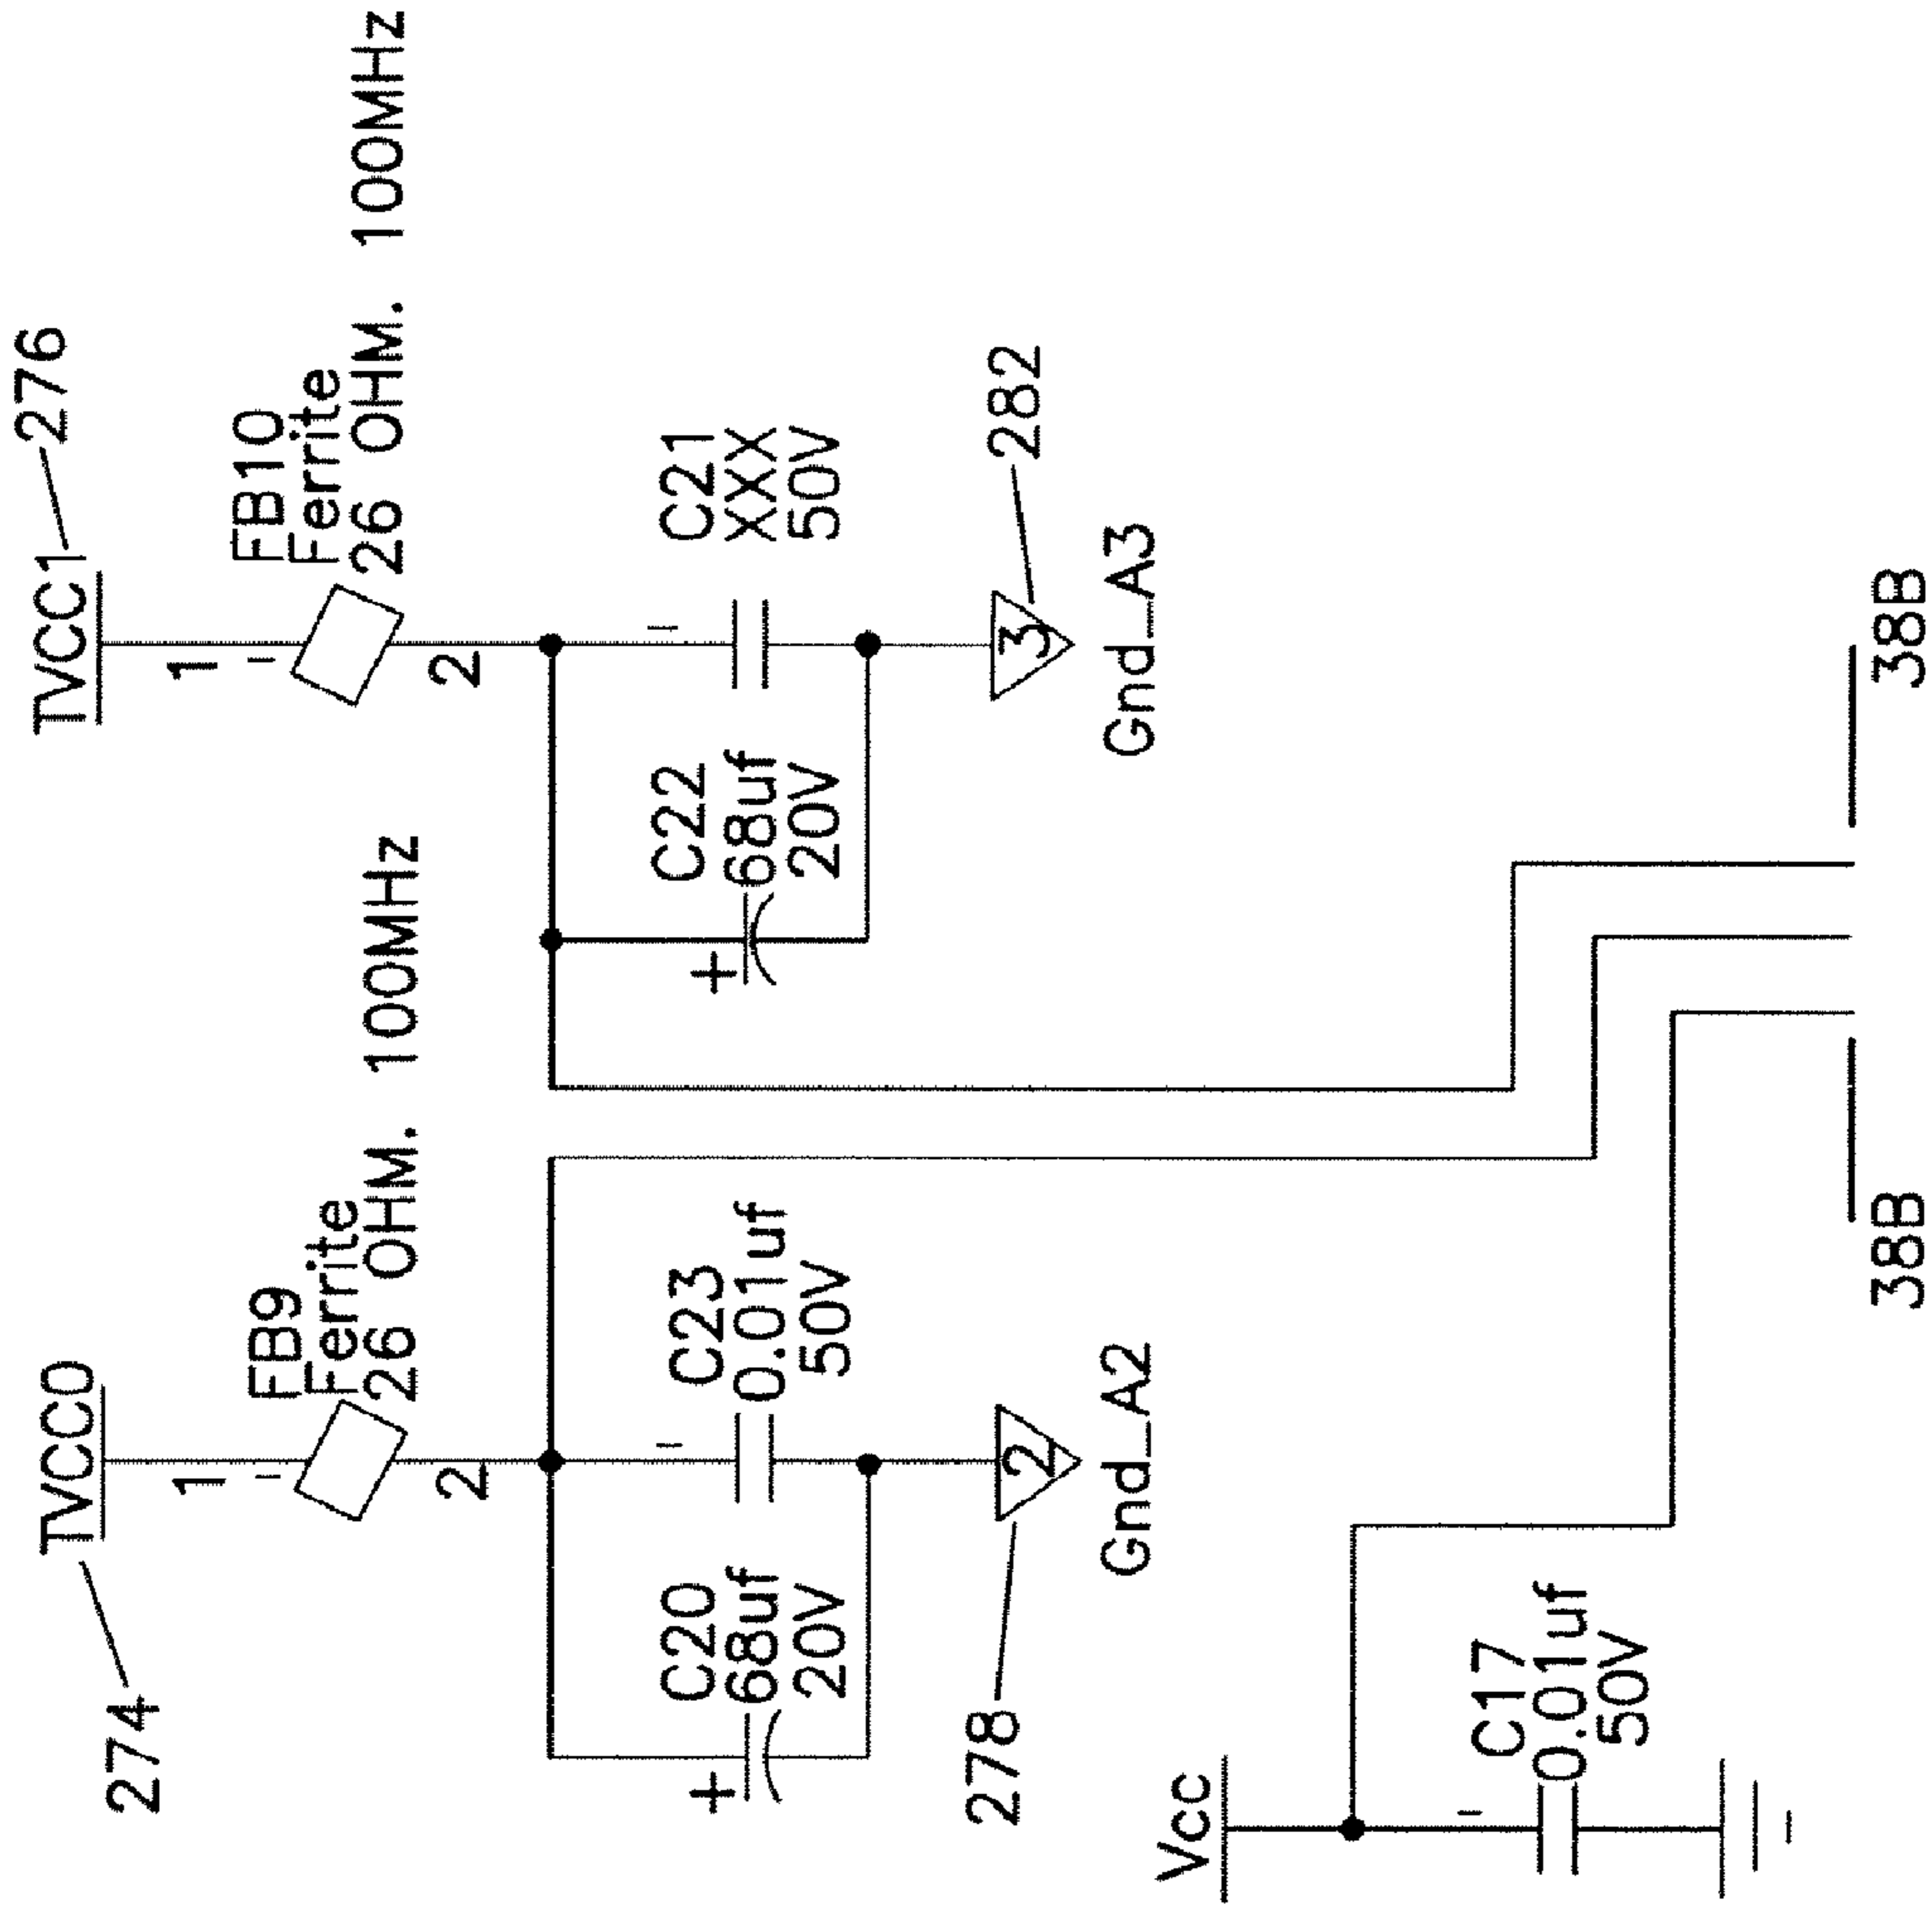 TVCC0
274
1
FB9
Ferrite
26 OHM. 100MHz
2
C20
68uf
20V
+
C23
0.01uf
50V
278
2
Gnd_A2
TVCC1
276
1
FB10
Ferrite
26 OHM. 100MHz
2
C22
68uf
20V
+
C21
XXX
50V
282
3
Gnd_A3
Vcc
C17
0.01uf
50V
38B
38B